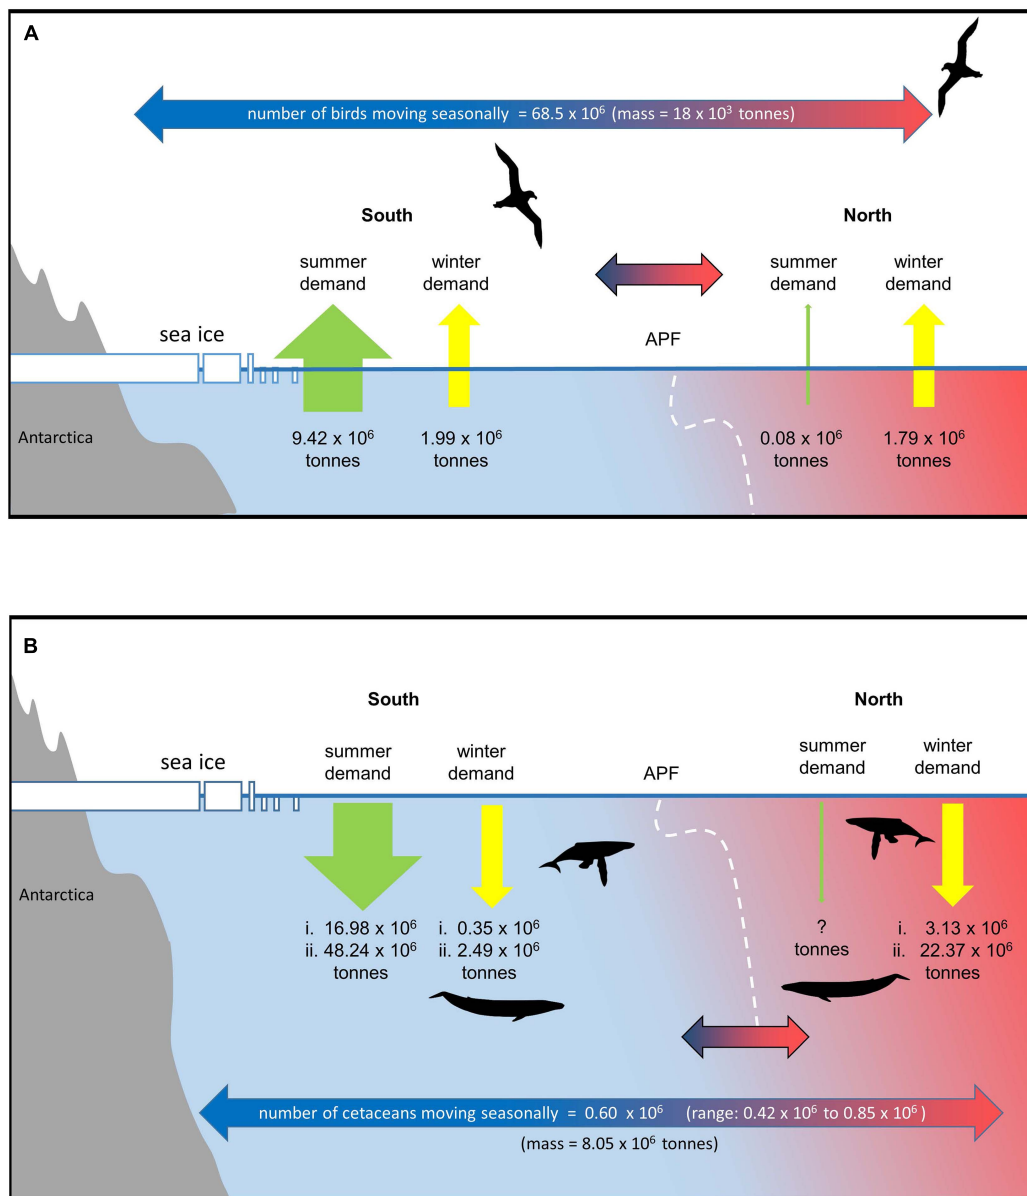 A
number of birds moving seasonally = 68.5 x 10⁶ (mass = 18 x 10³ tonnes)
South
North
summer
demand
winter
demand
summer
demand
winter
demand
sea ice
APF
Antarctica
9.42 x 10⁶
tonnes
1.99 x 10⁶
tonnes
0.08 x 10⁶
tonnes
1.79 x 10⁶
tonnes
B
South
North
summer
demand
winter
demand
summer
demand
winter
demand
sea ice
APF
Antarctica
i. 16.98 x 10⁶
ii. 48.24 x 10⁶
tonnes
i. 0.35 x 10⁶
ii. 2.49 x 10⁶
tonnes
?
tonnes
i. 3.13 x 10⁶
ii. 22.37 x 10⁶
tonnes
number of cetaceans moving seasonally = 0.60 x 10⁶ (range: 0.42 x 10⁶ to 0.85 x 10⁶ )
(mass = 8.05 x 10⁶ tonnes)